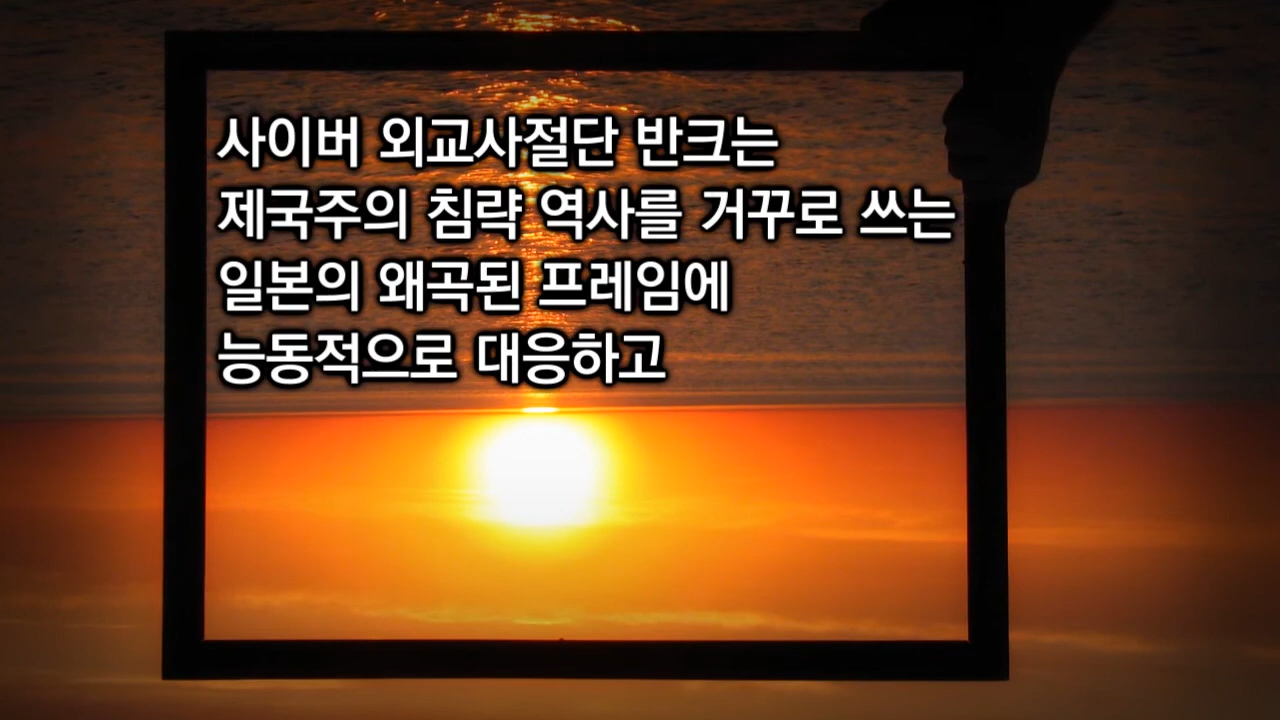 사이버 외교사절단 반크는
제국주의 침략 역사를 거꾸로 쓰는
일본의 왜곡된 프레임에
능동적으로 대응하고